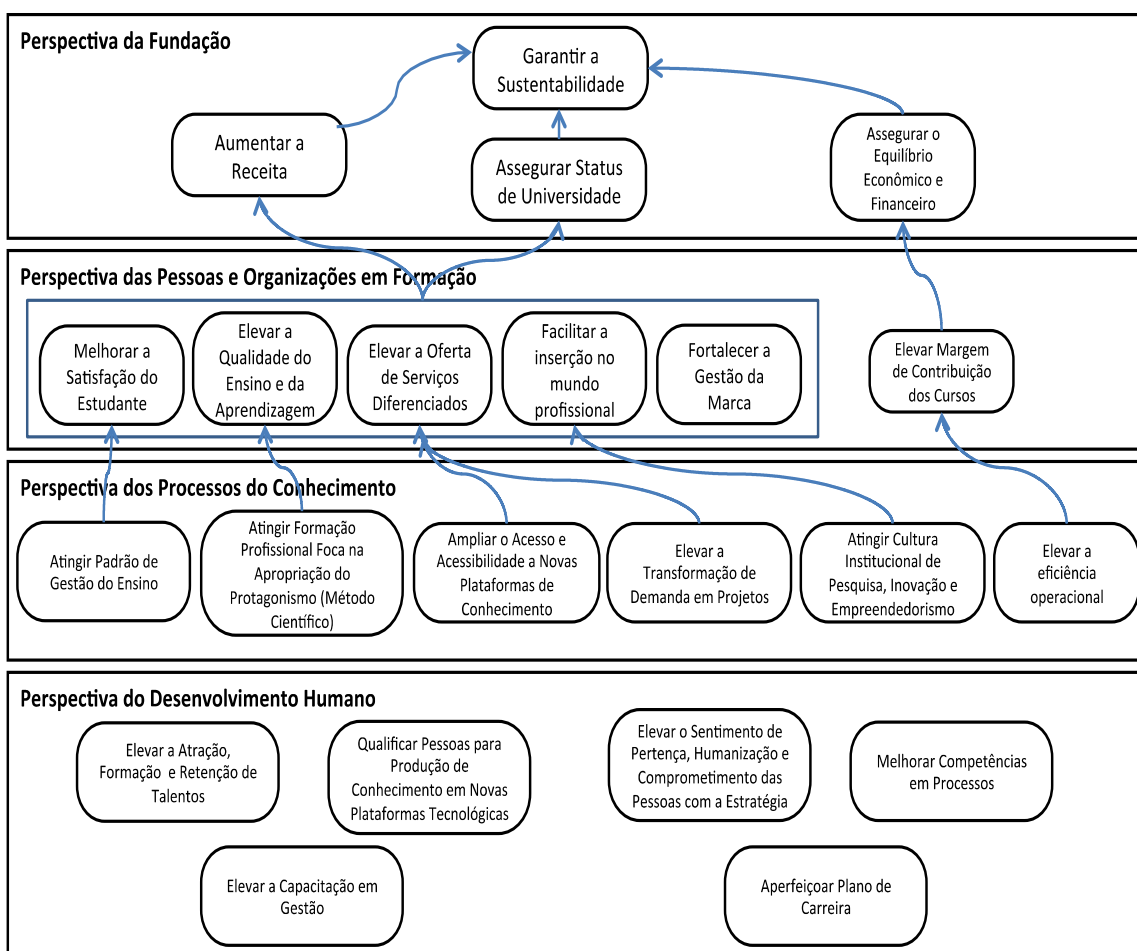 Perspectiva da Fundação
Garantir a
Sustentabilidade
Aumentar a
Receita
Assegurar Status
de Universidade
Assegurar o
Equilíbrio
Econômico e
Financeiro
Perspectiva das Pessoas e Organizações em Formação
Melhorar a
Satisfação do
Estudante
Elevar a
Qualidade do
Ensino e da
Aprendizagem
Elevar a Oferta
de Serviços
Diferenciados
Facilitar a
inserção no
mundo
profissional
Fortalecer a
Gestão da
Marca
Elevar Margem
de Contribuição
dos Cursos
Perspectiva dos Processos do Conhecimento
Atingir Padrão de
Gestão do Ensino
Atingir Formação
Profissional Foca na
Apropriação do
Protagonismo (Método
Científico)
Ampliar o Acesso e
Acessibilidade a Novas
Plataformas de
Conhecimento
Elevar a
Transformação de
Demanda em Projetos
Atingir Cultura
Institucional de
Pesquisa, Inovação e
Empreendedorismo
Elevar a
eficiência
operacional
Perspectiva do Desenvolvimento Humano
Elevar a Atração,
Formação e Retenção de
Talentos
Qualificar Pessoas para
Produção de
Conhecimento em Novas
Plataformas Tecnológicas
Elevar o Sentimento de
Pertença, Humanização e
Comprometimento das
Pessoas com a Estratégia
Melhorar Competências
em Processos
Elevar a Capacitação em
Gestão
Aperfeiçoar Plano de
Carreira